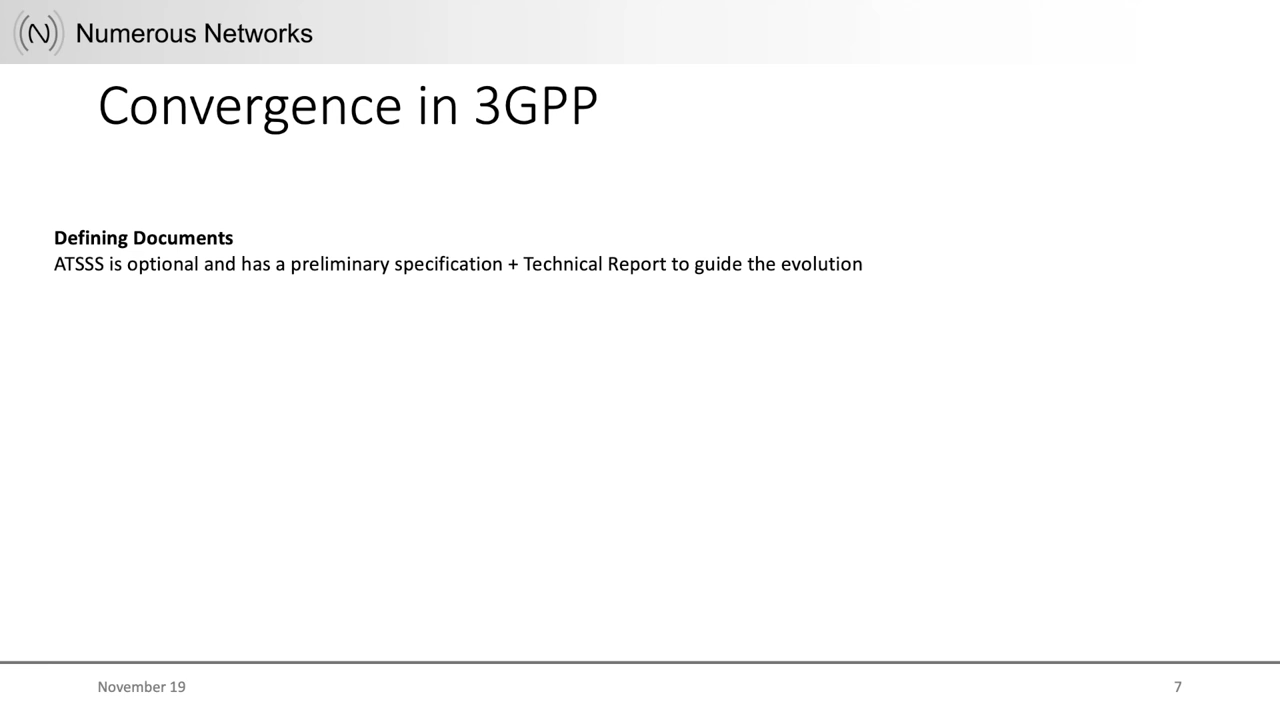 Numerous Networks
Convergence in 3GPP
Defining Documents
ATSSS is optional and has a preliminary specification + Technical Report to guide the evolution
November 19
7